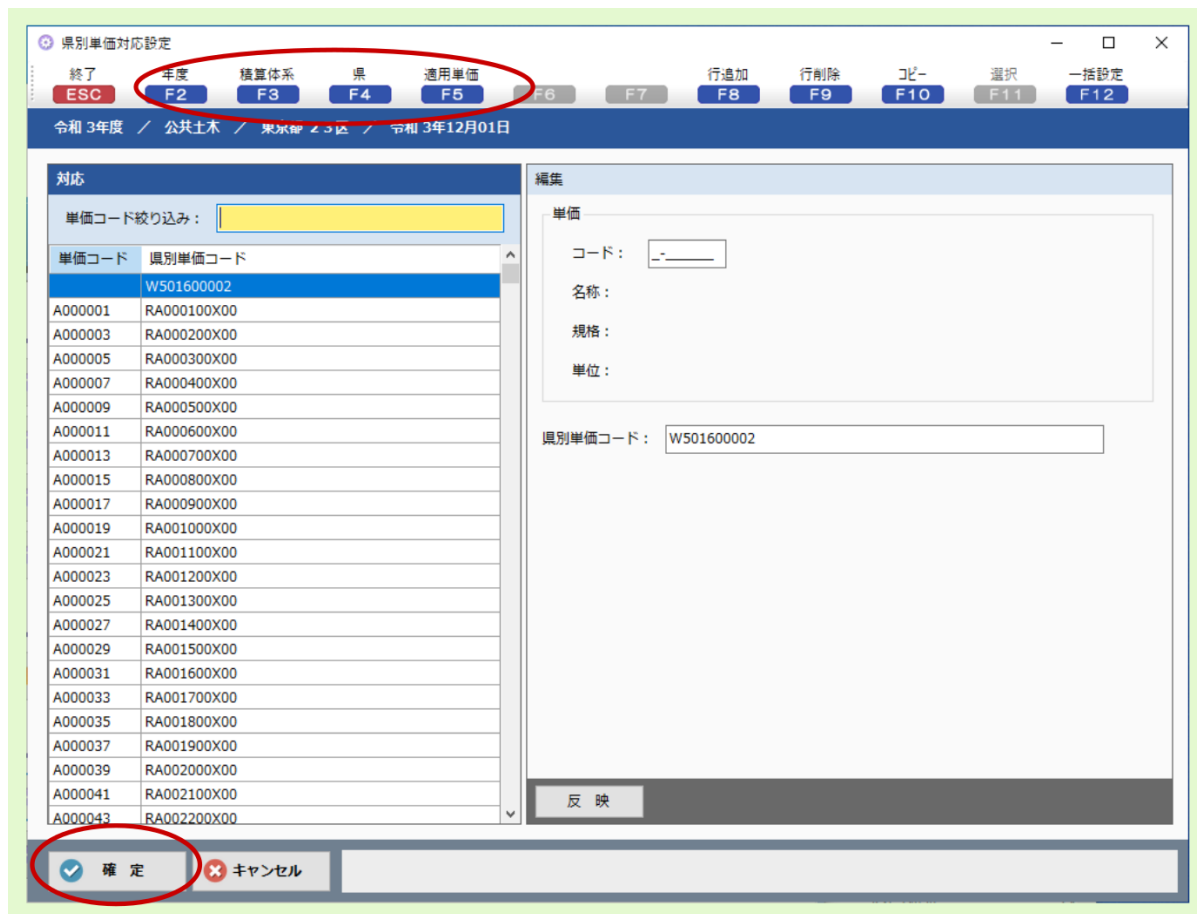 県別単価対応設定
終了 年度 積算体系 県 適用単価 行追加 行削除 コピー 選択 一括設定
ESC F2 F3 F4 F5 F6 F7 F8 F9 F10 F11 F12
令和 3年度 / 公共土木 / 東京都 23区 / 令和 3年12月01日
対応
単価コード絞り込み：
単価コード 県別単価コード
W501600002
A000001 RA000100X00
A000003 RA000200X00
A000005 RA000300X00
A000007 RA000400X00
A000009 RA000500X00
A000011 RA000600X00
A000013 RA000700X00
A000015 RA000800X00
A000017 RA000900X00
A000019 RA001000X00
A000021 RA001100X00
A000023 RA001200X00
A000025 RA001300X00
A000027 RA001400X00
A000029 RA001500X00
A000031 RA001600X00
A000033 RA001700X00
A000035 RA001800X00
A000037 RA001900X00
A000039 RA002000X00
A000041 RA002100X00
A000043 RA002200X00
編集
単価
コード： _-______
名称：
規格：
単位：
県別単価コード： W501600002
反 映
確 定 キャンセル